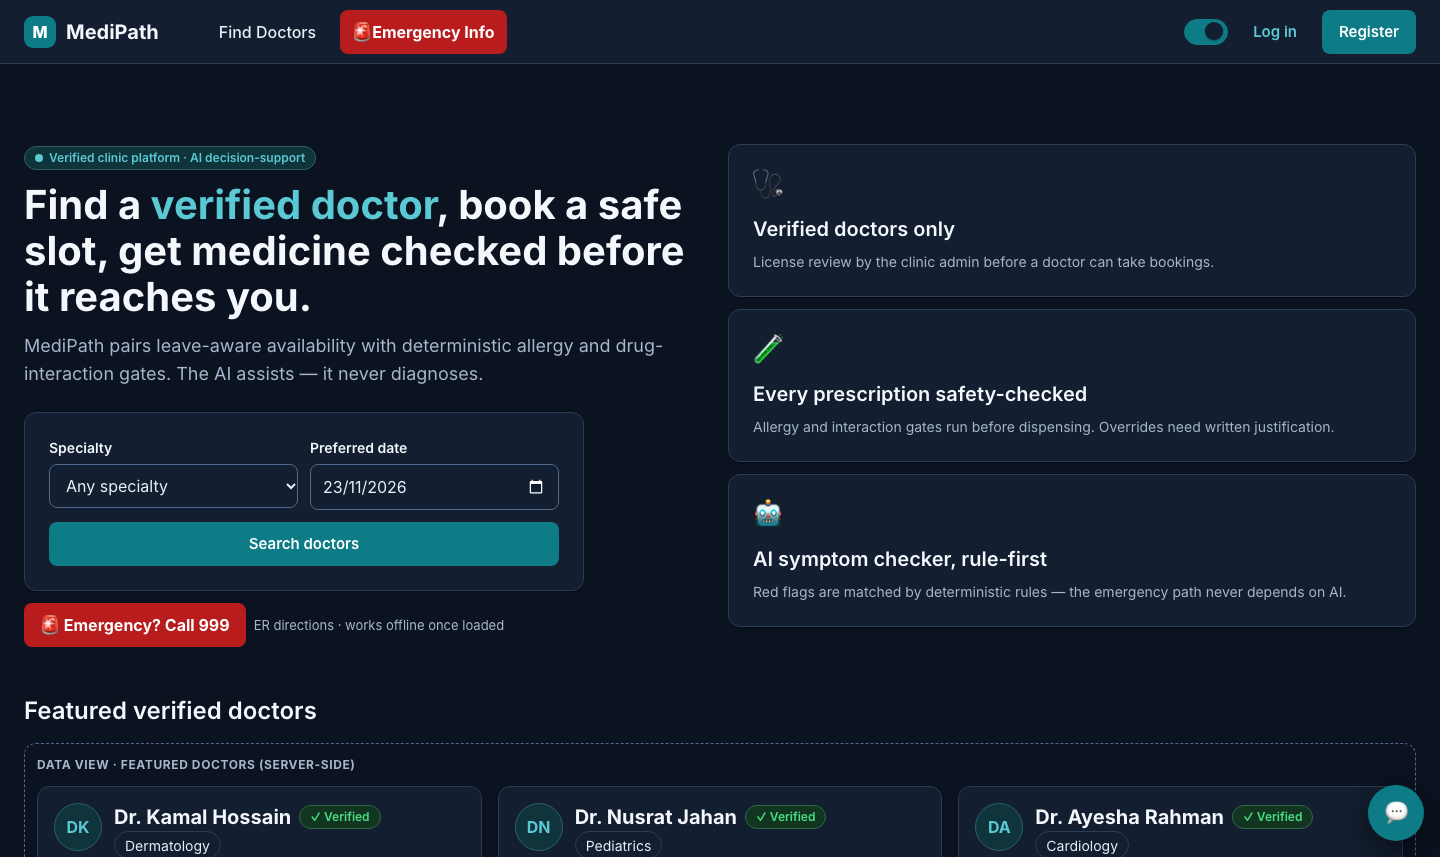 M MediPath
Find Doctors
Emergency Info
Log in
Register
Verified clinic platform · AI decision-support
Find a verified doctor, book a safe
slot, get medicine checked before
it reaches you.
MediPath pairs leave-aware availability with deterministic allergy and drug-
interaction gates. The AI assists — it never diagnoses.
Specialty
Preferred date
Any specialty
23/11/2026
Search doctors
Emergency? Call 999
ER directions · works offline once loaded
Verified doctors only
License review by the clinic admin before a doctor can take bookings.
Every prescription safety-checked
Allergy and interaction gates run before dispensing. Overrides need written justification.
AI symptom checker, rule-first
Red flags are matched by deterministic rules — the emergency path never depends on AI.
Featured verified doctors
DATA VIEW · FEATURED DOCTORS (SERVER-SIDE)
DK
Dr. Kamal Hossain
✓ Verified
Dermatology
DN
Dr. Nusrat Jahan
✓ Verified
Pediatrics
DA
Dr. Ayesha Rahman
✓ Verified
Cardiology